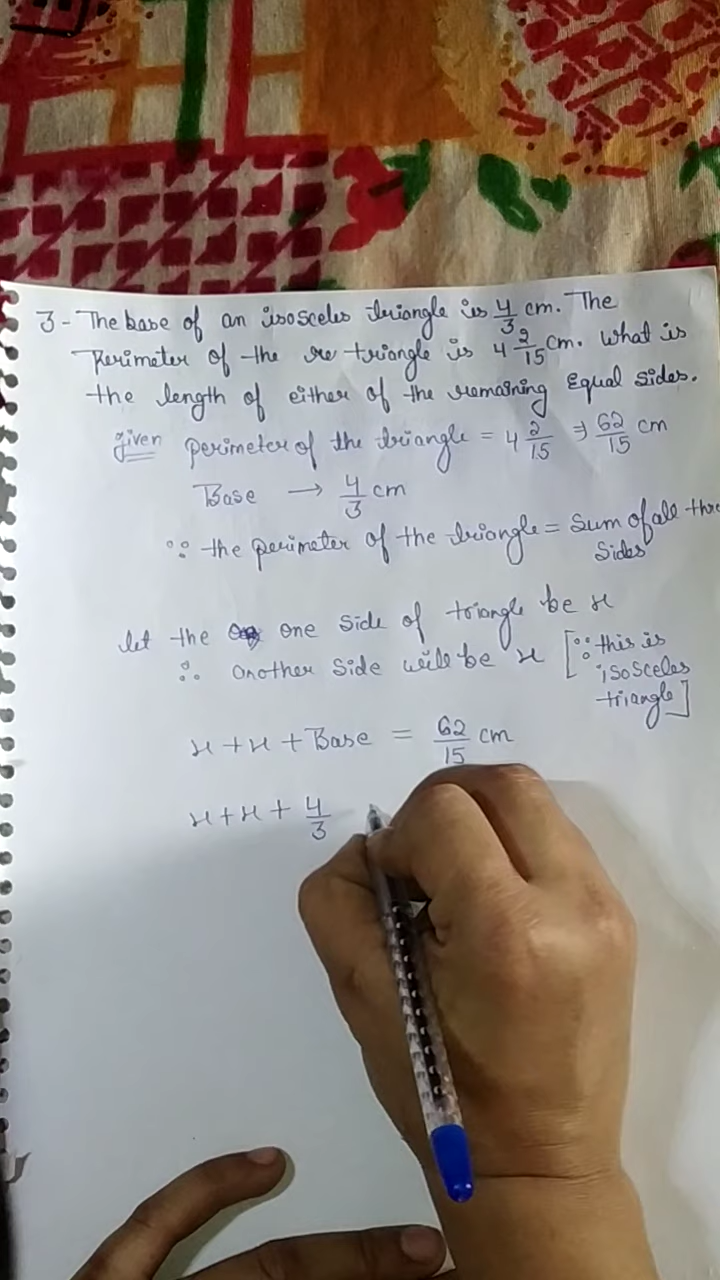 3- The base of an isosceles triangle is 4/3 cm. The
Perimeter of the re triangle is 4 2/15 cm. What is
the length of either of the remaining Equal sides.
given perimeter of the triangle = 4 2/15 ⇒ 62/15 cm
Base → 4/3 cm
∵ the perimeter of the triangle = Sum of all thre
Sides
let the one side of triangle be x
∴ another side will be x [∵ this is
isosceles
triangle]
x + x + Base = 62/15 cm
x + x + 4/3